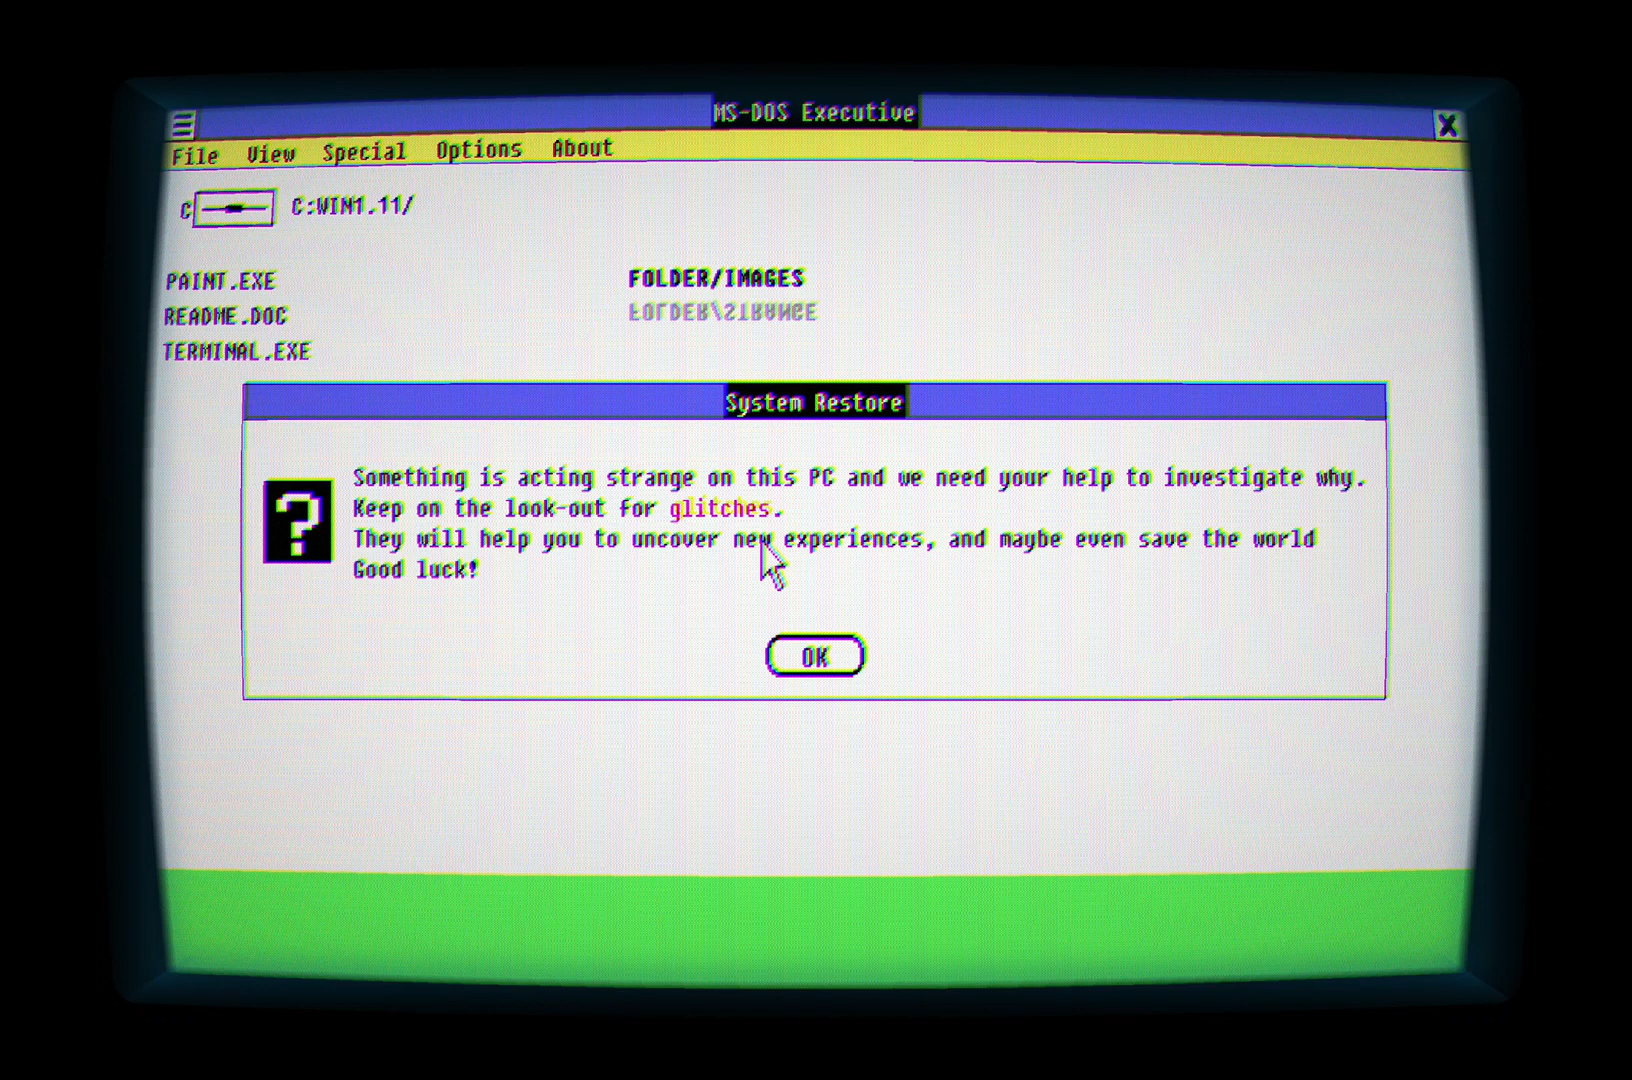 MS-DOS Executive
File View Special Options About
C C:WIN1.11/
PAINT.EXE
README.DOC
TERMINAL.EXE
FOLDER/IMAGES
FOLDER\STRANGE
System Restore
Something is acting strange on this PC and we need your help to investigate why.
Keep on the look-out for glitches.
They will help you to uncover new experiences, and maybe even save the world
Good luck!
OK